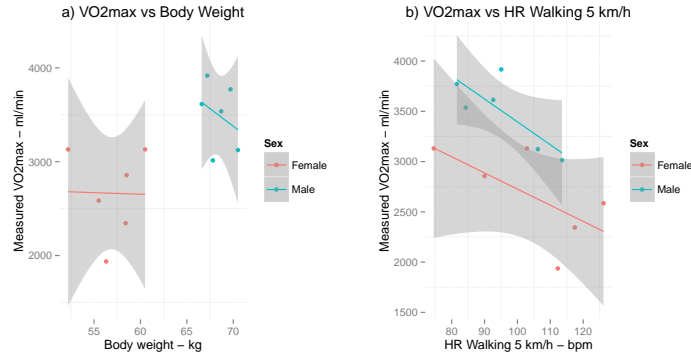 a) VO2max vs Body Weight
Measured VO2max – ml/min
4000
3000
2000
55 60 65 70
Body weight – kg
Sex
Female
Male
b) VO2max vs HR Walking 5 km/h
Measured VO2max – ml/min
4000
3500
3000
2500
2000
1500
80 90 100 110 120
HR Walking 5 km/h – bpm
Sex
Female
Male